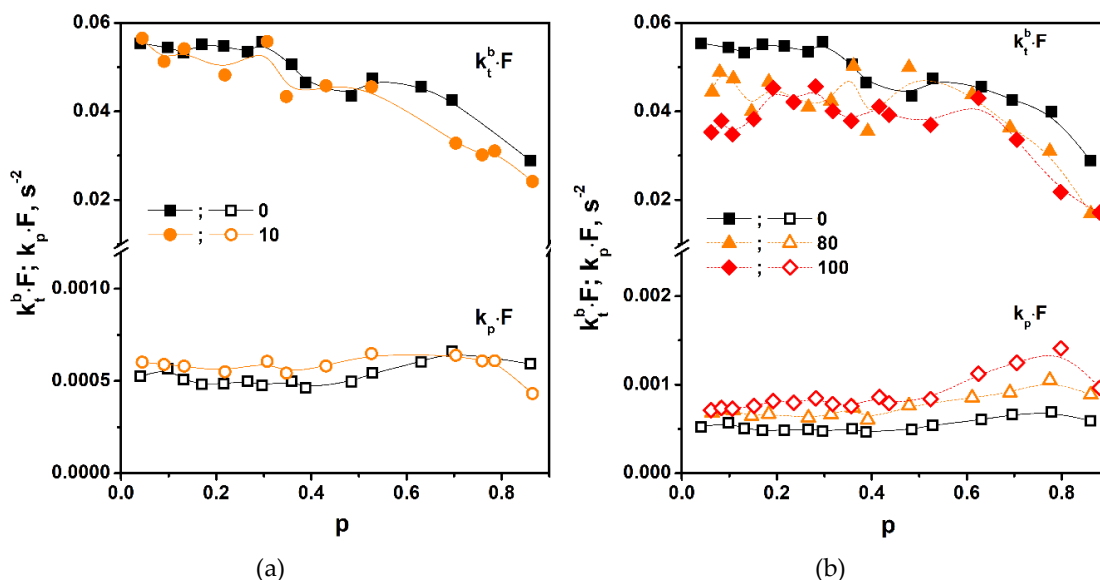 0.06
0.04
0.02
0.0010
0.0005
0.0000
0.0 0.2 0.4 0.6 0.8
p
k_t^b·F; k_p·F, s^-2
k_t^b·F
; 0
; 10
k_p·F
(a)
0.06
0.04
0.02
0.002
0.001
0.000
0.0 0.2 0.4 0.6 0.8
p
k_t^b·F; k_p·F, s^-2
k_t^b·F
; 0
; 80
; 100
k_p·F
(b)